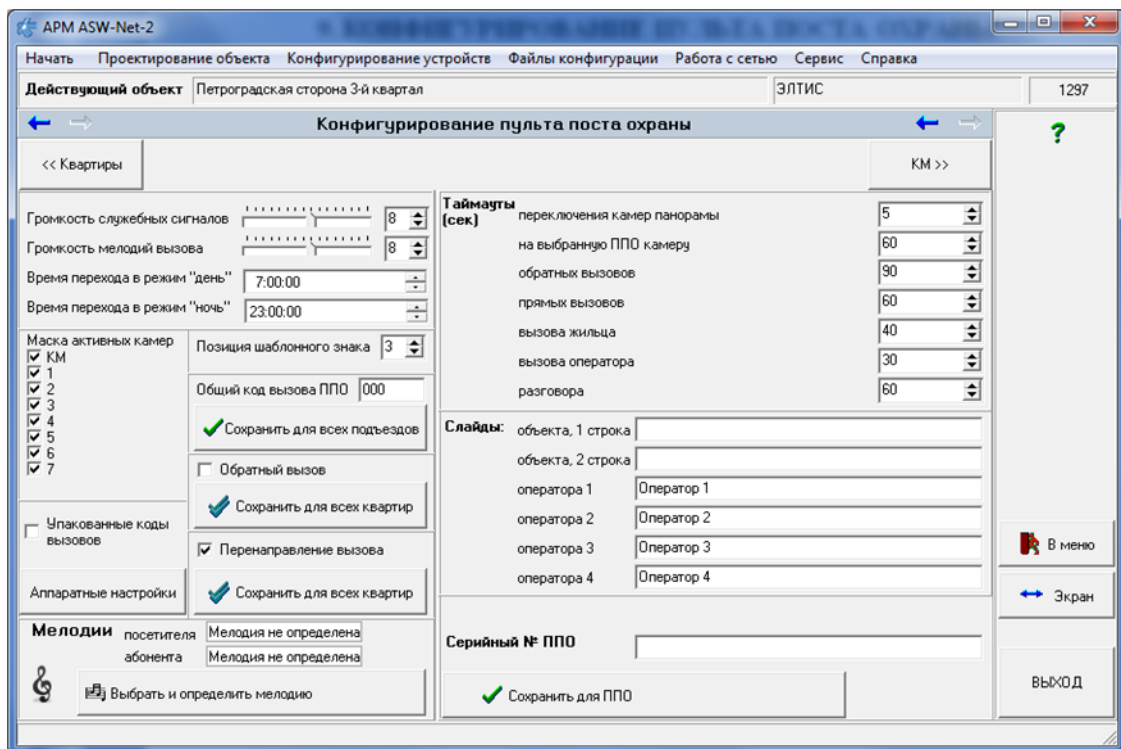 APM ASW-Net-2
Начать Проектирование объекта Конфигурирование устройств Файлы конфигурации Работа с сетью Сервис Справка
Действующий объект Петроградская сторона 3-й квартал ЭЛТИС 1297
Конфигурирование пульта поста охраны
?
<< Квартиры
КМ >>
Громкость служебных сигналов 8
Громкость мелодий вызова 8
Время перехода в режим "день" 7:00:00
Время перехода в режим "ночь" 23:00:00
Маска активных камер
КМ
1
2
3
4
5
6
7
Позиция шаблонного знака 3
Общий код вызова ППО 000
Сохранить для всех подъездов
Обратный вызов
Сохранить для всех квартир
Упакованные коды
вызовов
Перенаправление вызова
Аппаратные настройки
Сохранить для всех квартир
Мелодии посетителя Мелодия не определена
абонента Мелодия не определена
Выбрать и определить мелодию
Таймауты
(сек)
переключения камер панорамы 5
на выбранную ППО камеру 60
обратных вызовов 90
прямых вызовов 60
вызова жильца 40
вызова оператора 30
разговора 60
Слайды: объекта, 1 строка
объекта, 2 строка
оператора 1 Оператор 1
оператора 2 Оператор 2
оператора 3 Оператор 3
оператора 4 Оператор 4
Серийный № ППО
Сохранить для ППО
В меню
Экран
ВЫХОД